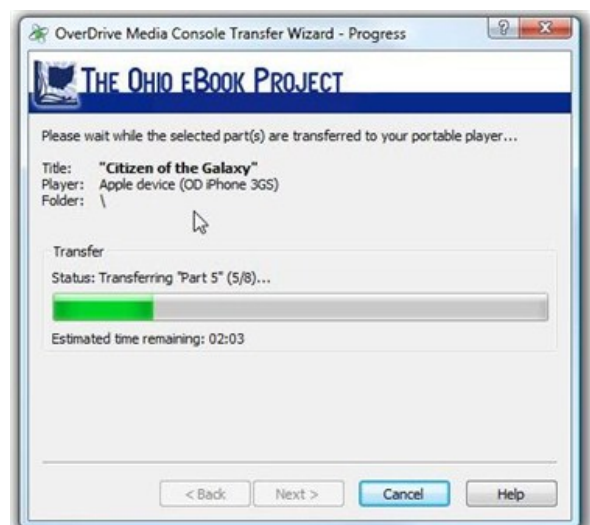 OverDrive Media Console Transfer Wizard - Progress
THE OHIO EBOOK PROJECT
Please wait while the selected part(s) are transferred to your portable player...
Title: "Citizen of the Galaxy"
Player: Apple device (OD iPhone 3GS)
Folder: \
Transfer
Status: Transferring "Part 5" (5/8)...
Estimated time remaining: 02:03
< Back Next > Cancel Help